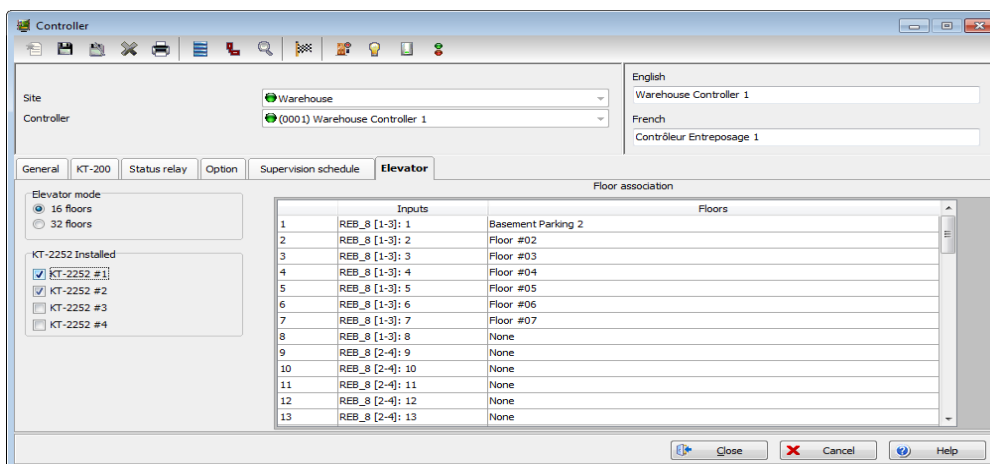 Controller
English
Site
Warehouse
Warehouse Controller 1
Controller
(0001) Warehouse Controller 1
French
Contrôleur Entreposage 1
General KT-200 Status relay Option Supervision schedule Elevator
Elevator mode
16 floors
32 floors
KT-2252 Installed
KT-2252 #1
KT-2252 #2
KT-2252 #3
KT-2252 #4
Floor association
Inputs Floors
1 REB_8 [1-3]: 1 Basement Parking 2
2 REB_8 [1-3]: 2 Floor #02
3 REB_8 [1-3]: 3 Floor #03
4 REB_8 [1-3]: 4 Floor #04
5 REB_8 [1-3]: 5 Floor #05
6 REB_8 [1-3]: 6 Floor #06
7 REB_8 [1-3]: 7 Floor #07
8 REB_8 [1-3]: 8 None
9 REB_8 [2-4]: 9 None
10 REB_8 [2-4]: 10 None
11 REB_8 [2-4]: 11 None
12 REB_8 [2-4]: 12 None
13 REB_8 [2-4]: 13 None
Close Cancel Help